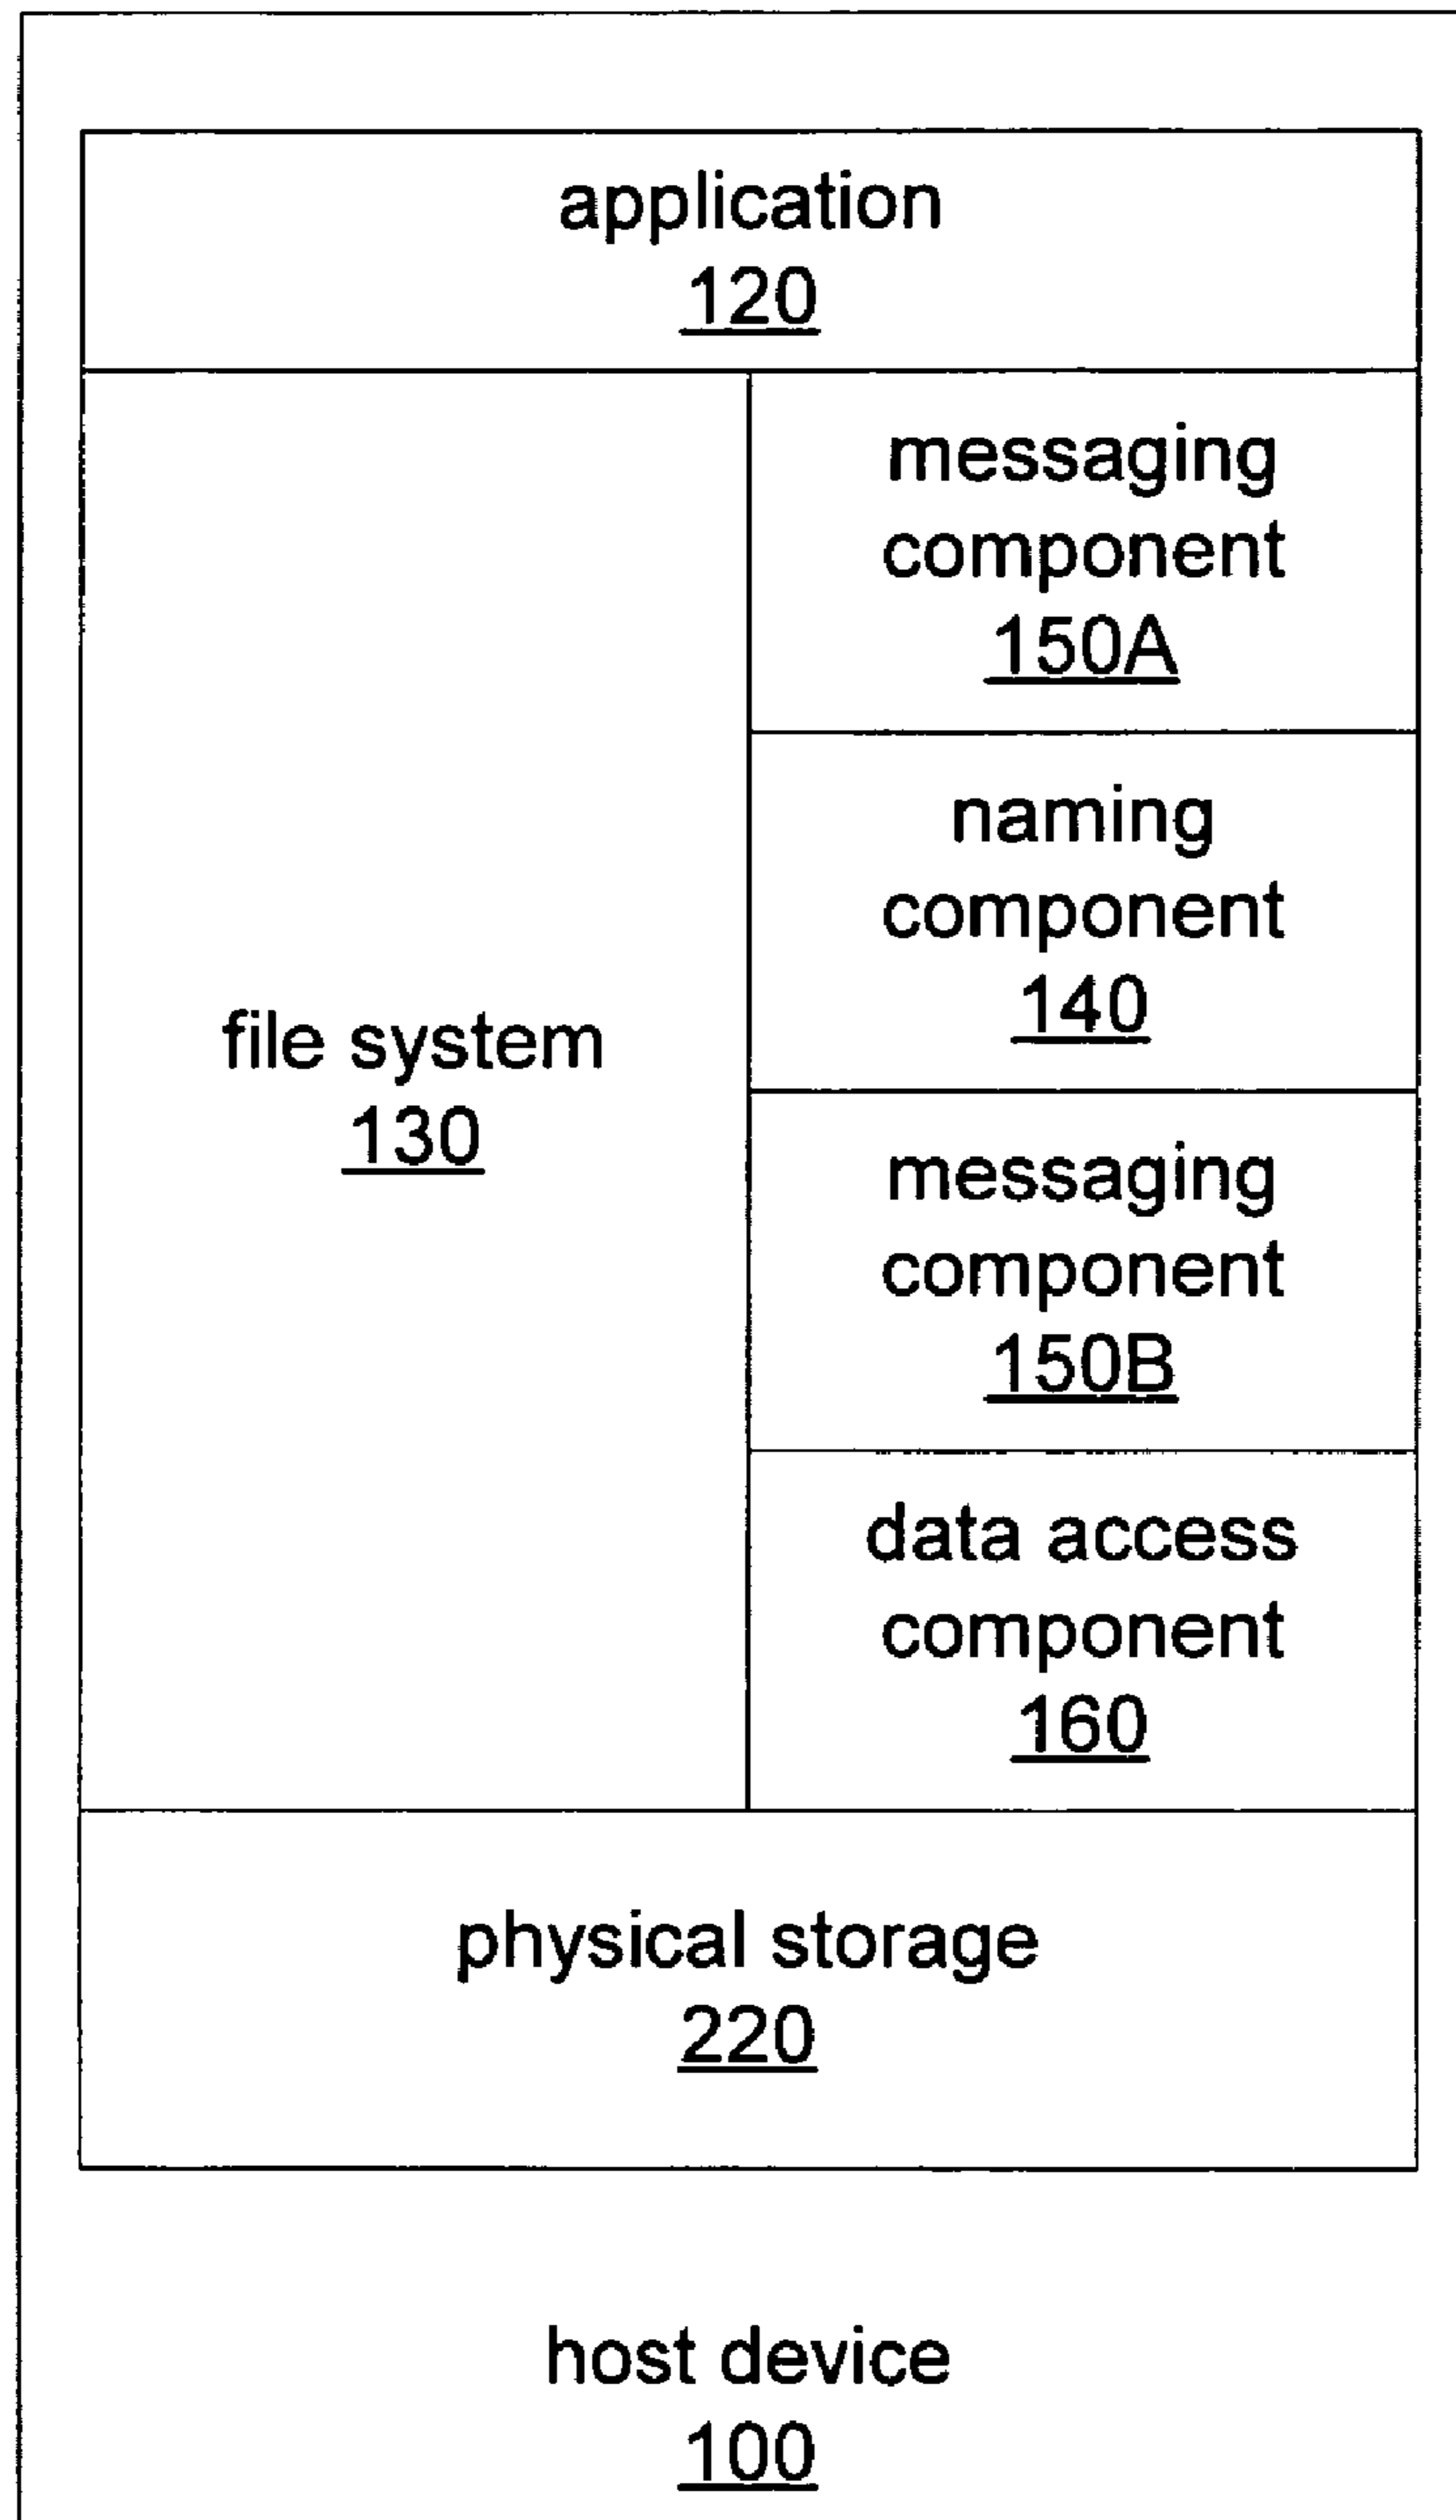 application
120
file system
130
messaging
component
150A
naming
component
140
messaging
component
150B
data access
component
160
physical storage
220
host device
100